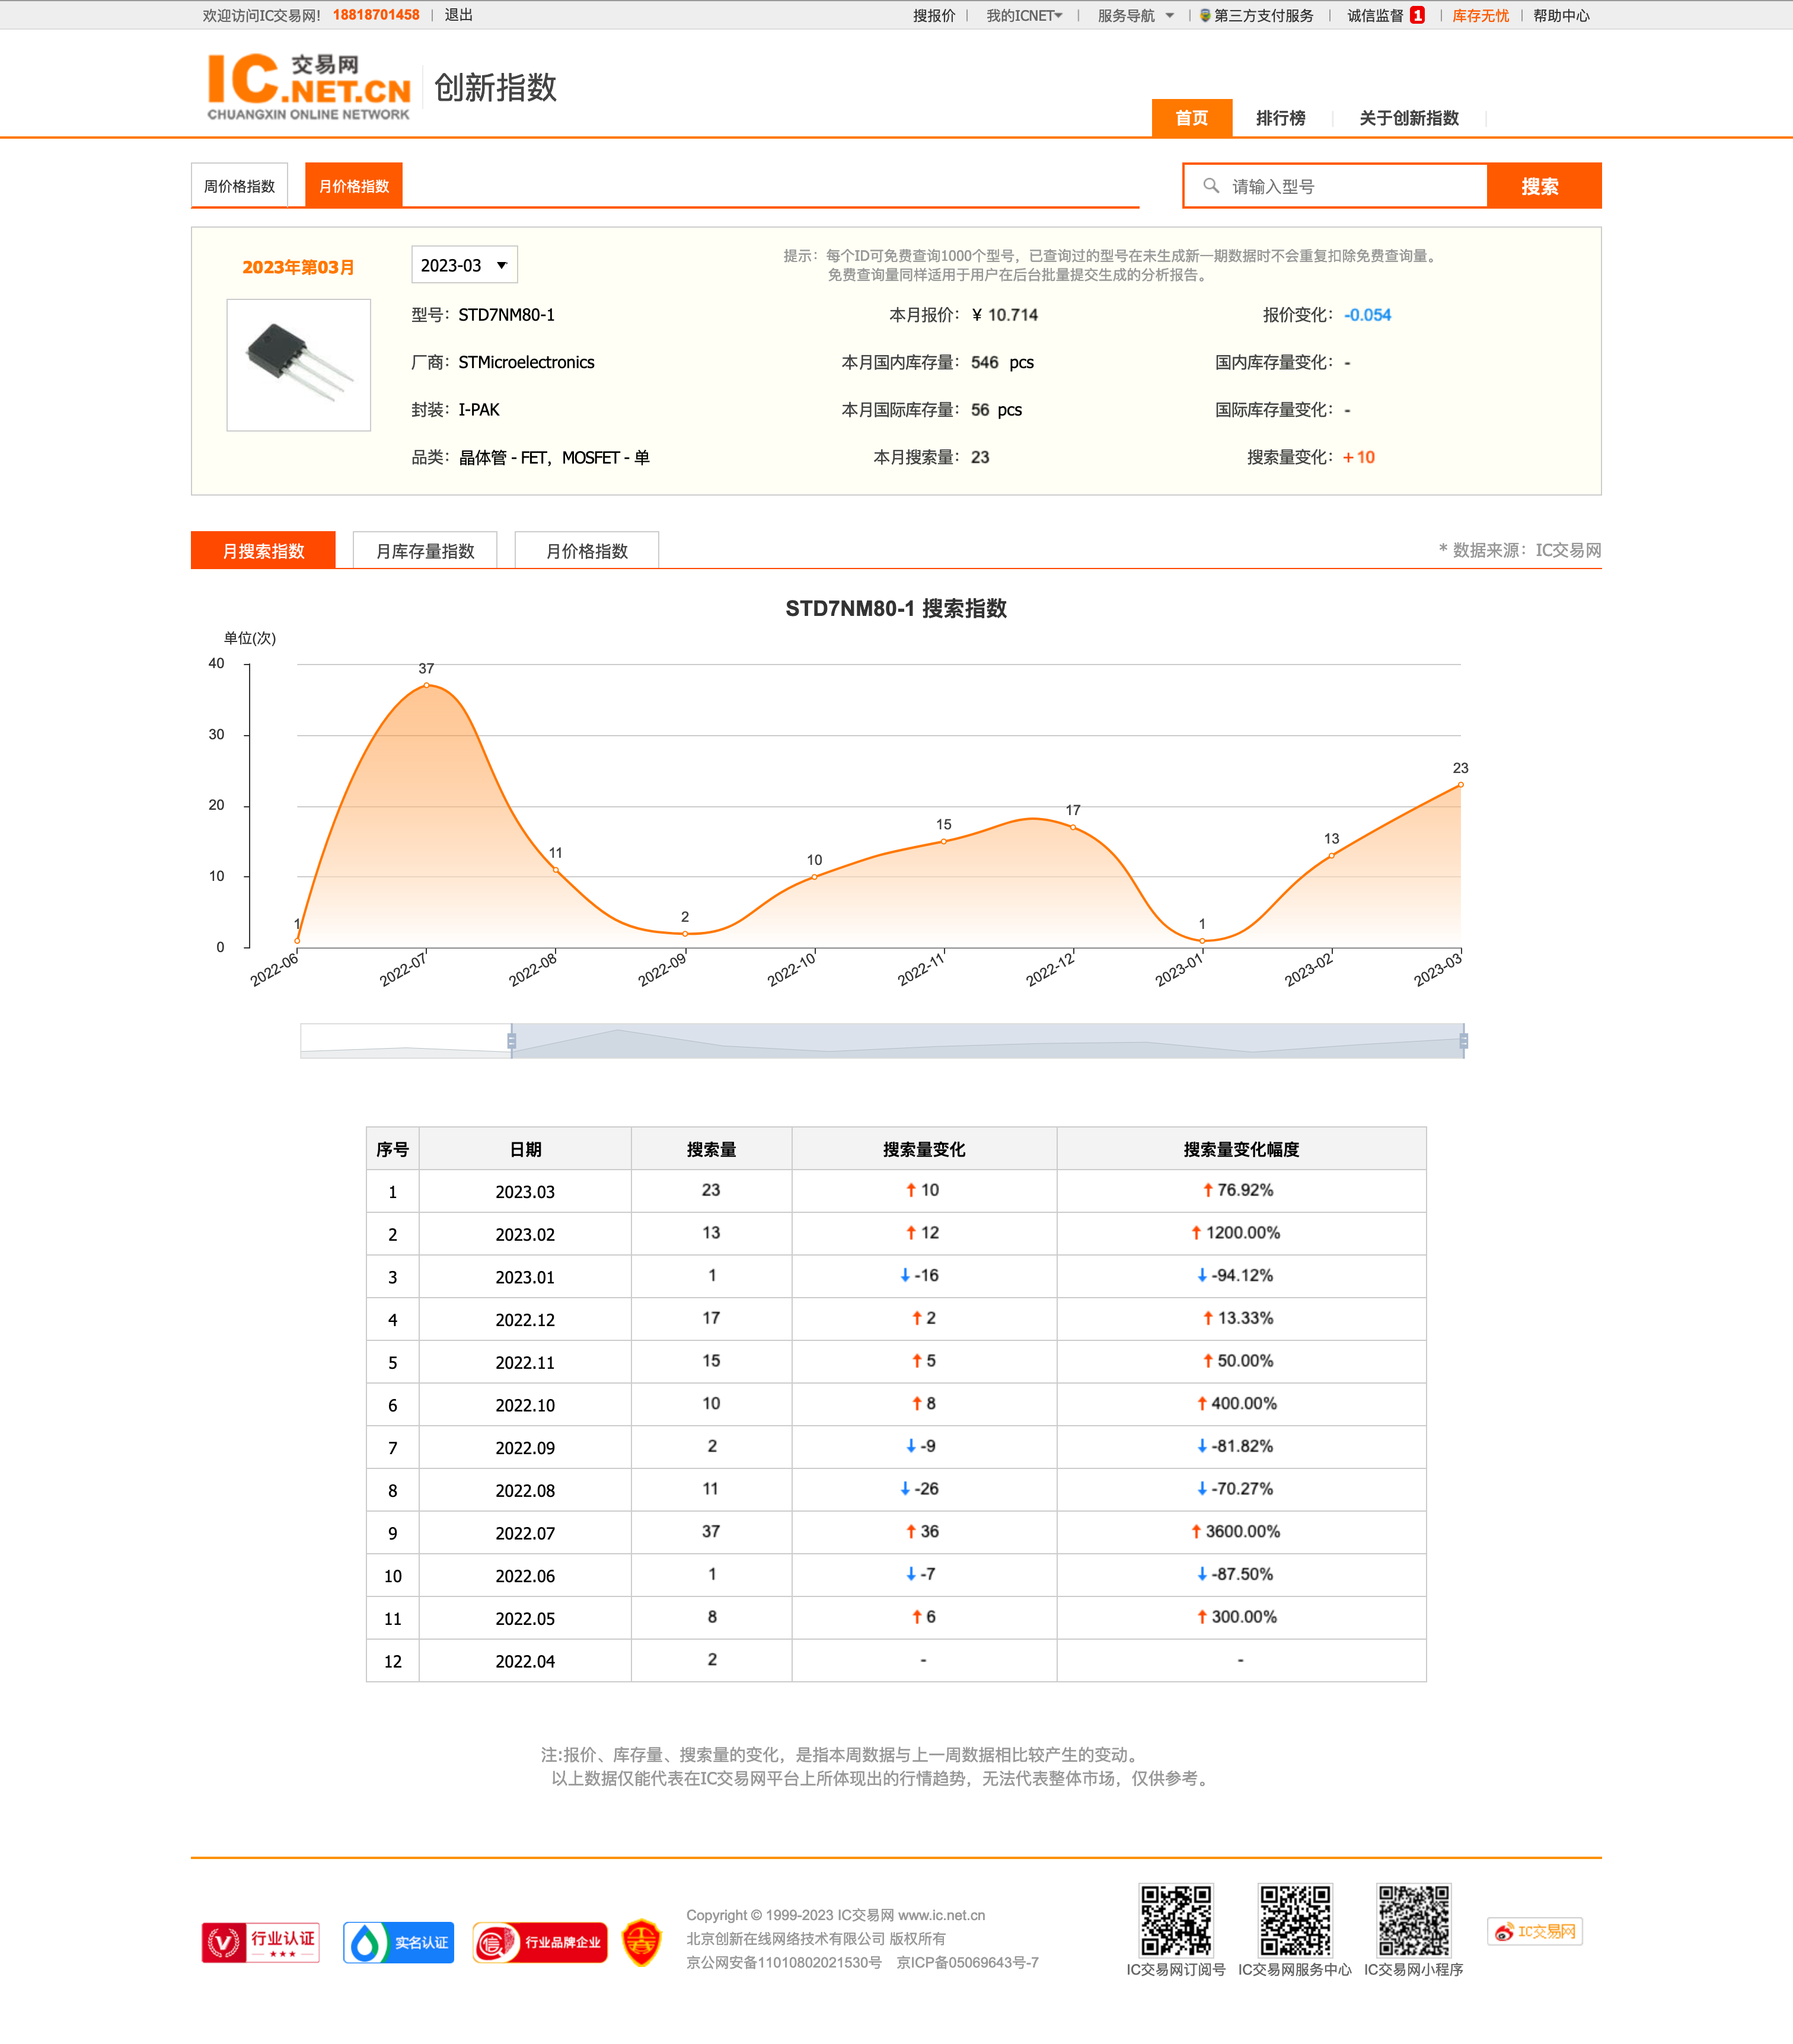 欢迎访问IC交易网! 18818701458 | 退出 搜报价 | 我的ICNET | 服务导航 | 第三方支付服务 | 诚信监督 1 | 库存无忧 | 帮助中心
IC 交易网 .NET.CN
CHUANGXIN ONLINE NETWORK
创新指数
首页 排行榜 关于创新指数
周价格指数 月价格指数 请输入型号 搜索
2023年第03月 2023-03
提示：每个ID可免费查询1000个型号，已查询过的型号在未生成新一期数据时不会重复扣除免费查询量。
免费查询量同样适用于用户在后台批量提交生成的分析报告。
型号：STD7NM80-1 本月报价：¥ 10.714 报价变化：-0.054
厂商：STMicroelectronics 本月国内库存量：546 pcs 国内库存量变化：-
封装：I-PAK 本月国际库存量：56 pcs 国际库存量变化：-
品类：晶体管 - FET，MOSFET - 单 本月搜索量：23 搜索量变化：+10
月搜索指数 月库存量指数 月价格指数 * 数据来源：IC交易网
STD7NM80-1 搜索指数
单位(次)
40
30
20
10
0
1 37 11 2 10 15 17 1 13 23
2022-06 2022-07 2022-08 2022-09 2022-10 2022-11 2022-12 2023-01 2023-02 2023-03
序号 日期 搜索量 搜索量变化 搜索量变化幅度
1 2023.03 23 ↑ 10 ↑ 76.92%
2 2023.02 13 ↑ 12 ↑ 1200.00%
3 2023.01 1 ↓ -16 ↓ -94.12%
4 2022.12 17 ↑ 2 ↑ 13.33%
5 2022.11 15 ↑ 5 ↑ 50.00%
6 2022.10 10 ↑ 8 ↑ 400.00%
7 2022.09 2 ↓ -9 ↓ -81.82%
8 2022.08 11 ↓ -26 ↓ -70.27%
9 2022.07 37 ↑ 36 ↑ 3600.00%
10 2022.06 1 ↓ -7 ↓ -87.50%
11 2022.05 8 ↑ 6 ↑ 300.00%
12 2022.04 2 - -
注:报价、库存量、搜索量的变化，是指本周数据与上一周数据相比较产生的变动。
以上数据仅能代表在IC交易网平台上所体现出的行情趋势，无法代表整体市场，仅供参考。
行业认证 实名认证 行业品牌企业
Copyright © 1999-2023 IC交易网 www.ic.net.cn
北京创新在线网络技术有限公司 版权所有
京公网安备11010802021530号 京ICP备05069643号-7
IC交易网订阅号 IC交易网服务中心 IC交易网小程序
IC交易网